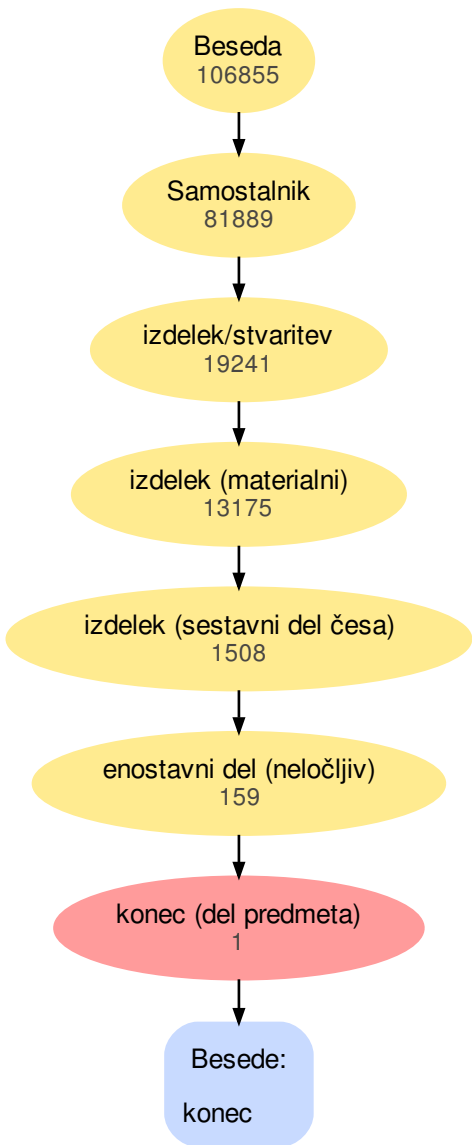 Beseda
106855
Samostalnik
81889
izdelek/stvaritev
19241
izdelek (materialni)
13175
izdelek (sestavni del česa)
1508
enostavni del (neločljiv)
159
konec (del predmeta)
1
Besede:
konec